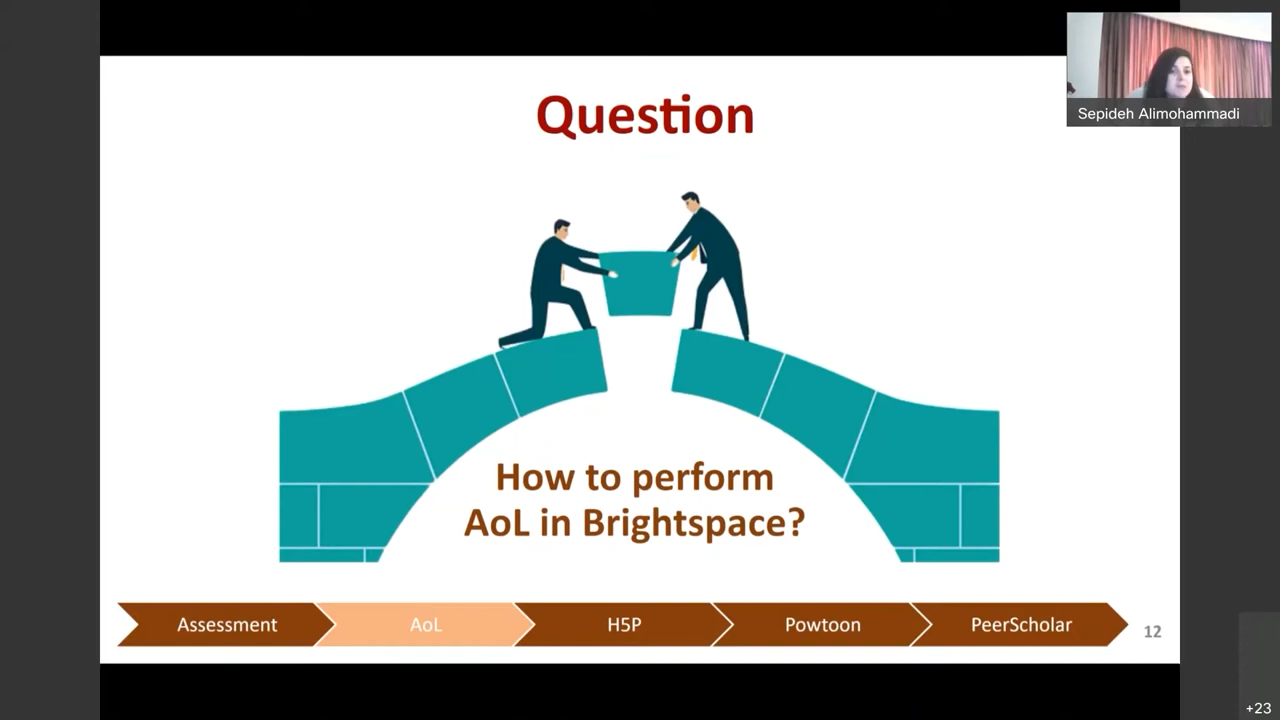 Question
Sepideh Alimohammadi
How to perform
AoL in Brightspace?
Assessment
AoL
H5P
Powtoon
PeerScholar
12
+23